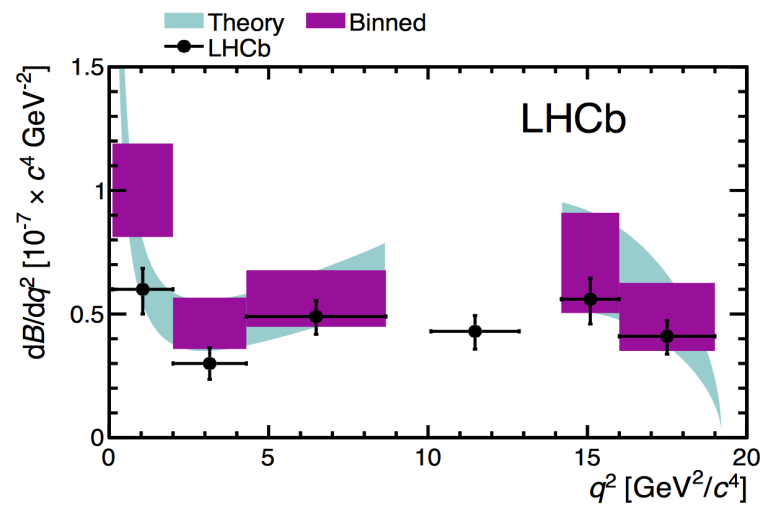 Theory Binned
LHCb
LHCb
dB/dq² [10⁻⁷ × c⁴ GeV⁻²]
1.5
1
0.5
0
0 5 10 15 20
q² [GeV²/c⁴]